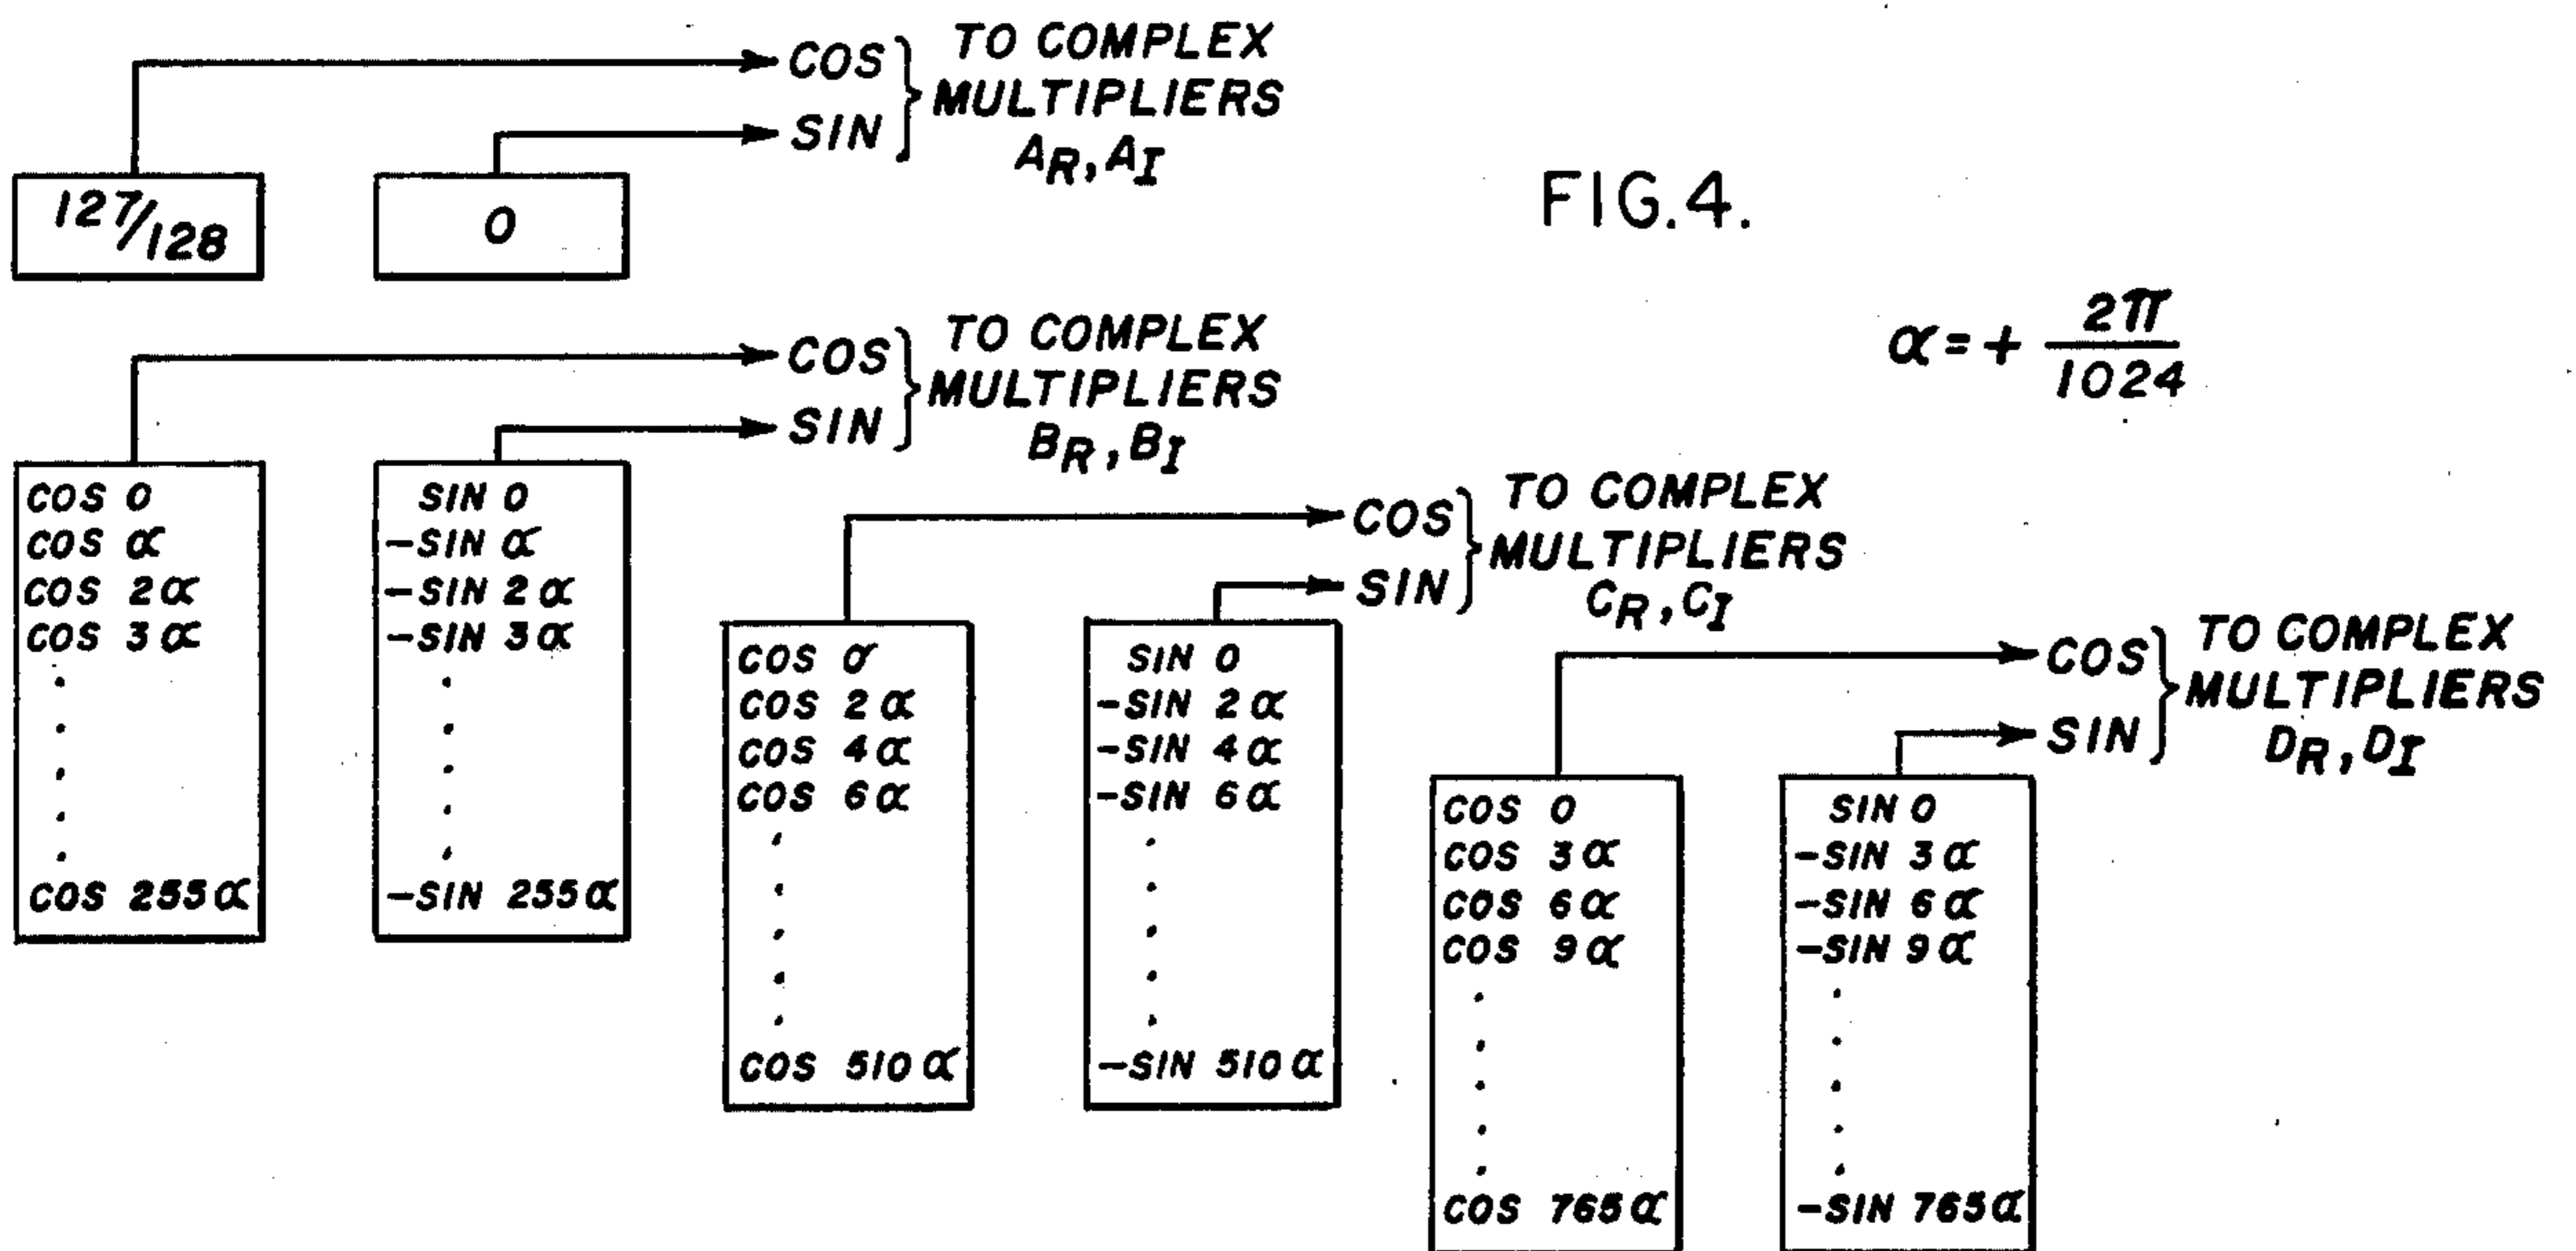 COS
SIN
TO COMPLEX
MULTIPLIERS
AR, AI
127/128
0
FIG.4.
α = + 2π/1024
COS
SIN
TO COMPLEX
MULTIPLIERS
BR, BI
COS 0
COS α
COS 2α
COS 3α
COS 255α
SIN 0
-SIN α
-SIN 2α
-SIN 3α
-SIN 255α
COS
SIN
TO COMPLEX
MULTIPLIERS
CR, CI
COS 0
COS 2α
COS 4α
COS 6α
COS 510α
SIN 0
-SIN 2α
-SIN 4α
-SIN 6α
-SIN 510α
COS
SIN
TO COMPLEX
MULTIPLIERS
DR, DI
COS 0
COS 3α
COS 6α
COS 9α
COS 765α
SIN 0
-SIN 3α
-SIN 6α
-SIN 9α
-SIN 765α